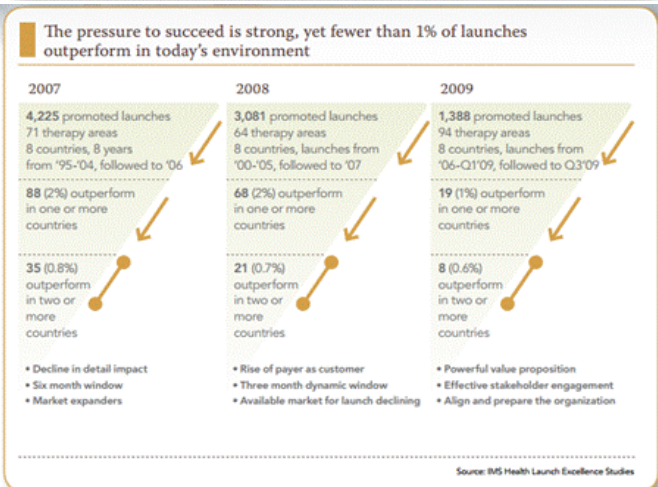 The pressure to succeed is strong, yet fewer than 1% of launches
outperform in today's environment
2007
4,225 promoted launches
71 therapy areas
8 countries, 8 years
from '95-'04, followed to '06
88 (2%) outperform
in one or more
countries
35 (0.8%)
outperform
in two or
more
countries
• Decline in detail impact
• Six month window
• Market expanders
2008
3,081 promoted launches
64 therapy areas
8 countries, launches from
'00-'05, followed to '07
68 (2%) outperform
in one or more
countries
21 (0.7%)
outperform
in two or
more
countries
• Rise of payer as customer
• Three month dynamic window
• Available market for launch declining
2009
1,388 promoted launches
94 therapy areas
8 countries, launches from
'06-Q1'09, followed to Q3'09
19 (1%) outperform
in one or more
countries
8 (0.6%)
outperform
in two or
more
countries
• Powerful value proposition
• Effective stakeholder engagement
• Align and prepare the organization
Source: IMS Health Launch Excellence Studies